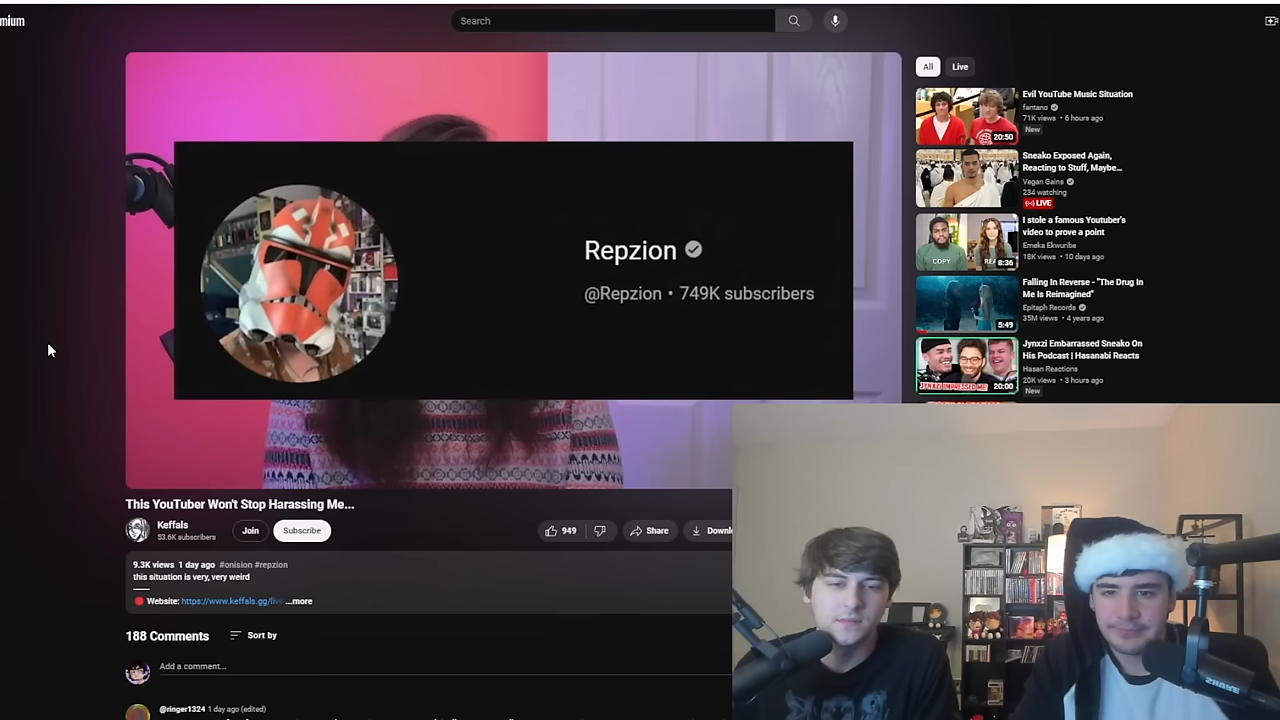 mium
Search
Repzion
@Repzion • 749K subscribers
This YouTuber Won't Stop Harassing Me...
Keffals
53.6K subscribers
Join
Subscribe
949
Share
Downl
9.3K views 1 day ago #onision #repzion
this situation is very, very weird
Website: https://www.keffals.gg/liv ...more
188 Comments
Sort by
Add a comment...
@ringer1324 1 day ago (edited)
All
Live
20:50
Evil YouTube Music Situation
fantano
71K views • 6 hours ago
New
Sneako Exposed Again,
Reacting to Stuff, Maybe...
Vegan Gains
234 watching
LIVE
COPY
8:36
I stole a famous Youtuber's
video to prove a point
Emeka Ekwuribe
18K views • 10 days ago
5:49
Falling In Reverse - "The Drug In
Me Is Reimagined"
Epitaph Records
35M views • 4 years ago
JYNXZI IMPRESSED ME!
20:00
Jynxzi Embarrassed Sneako On
His Podcast | Hasanabi Reacts
Hasan Reactions
20K views • 3 hours ago
New
SHURE